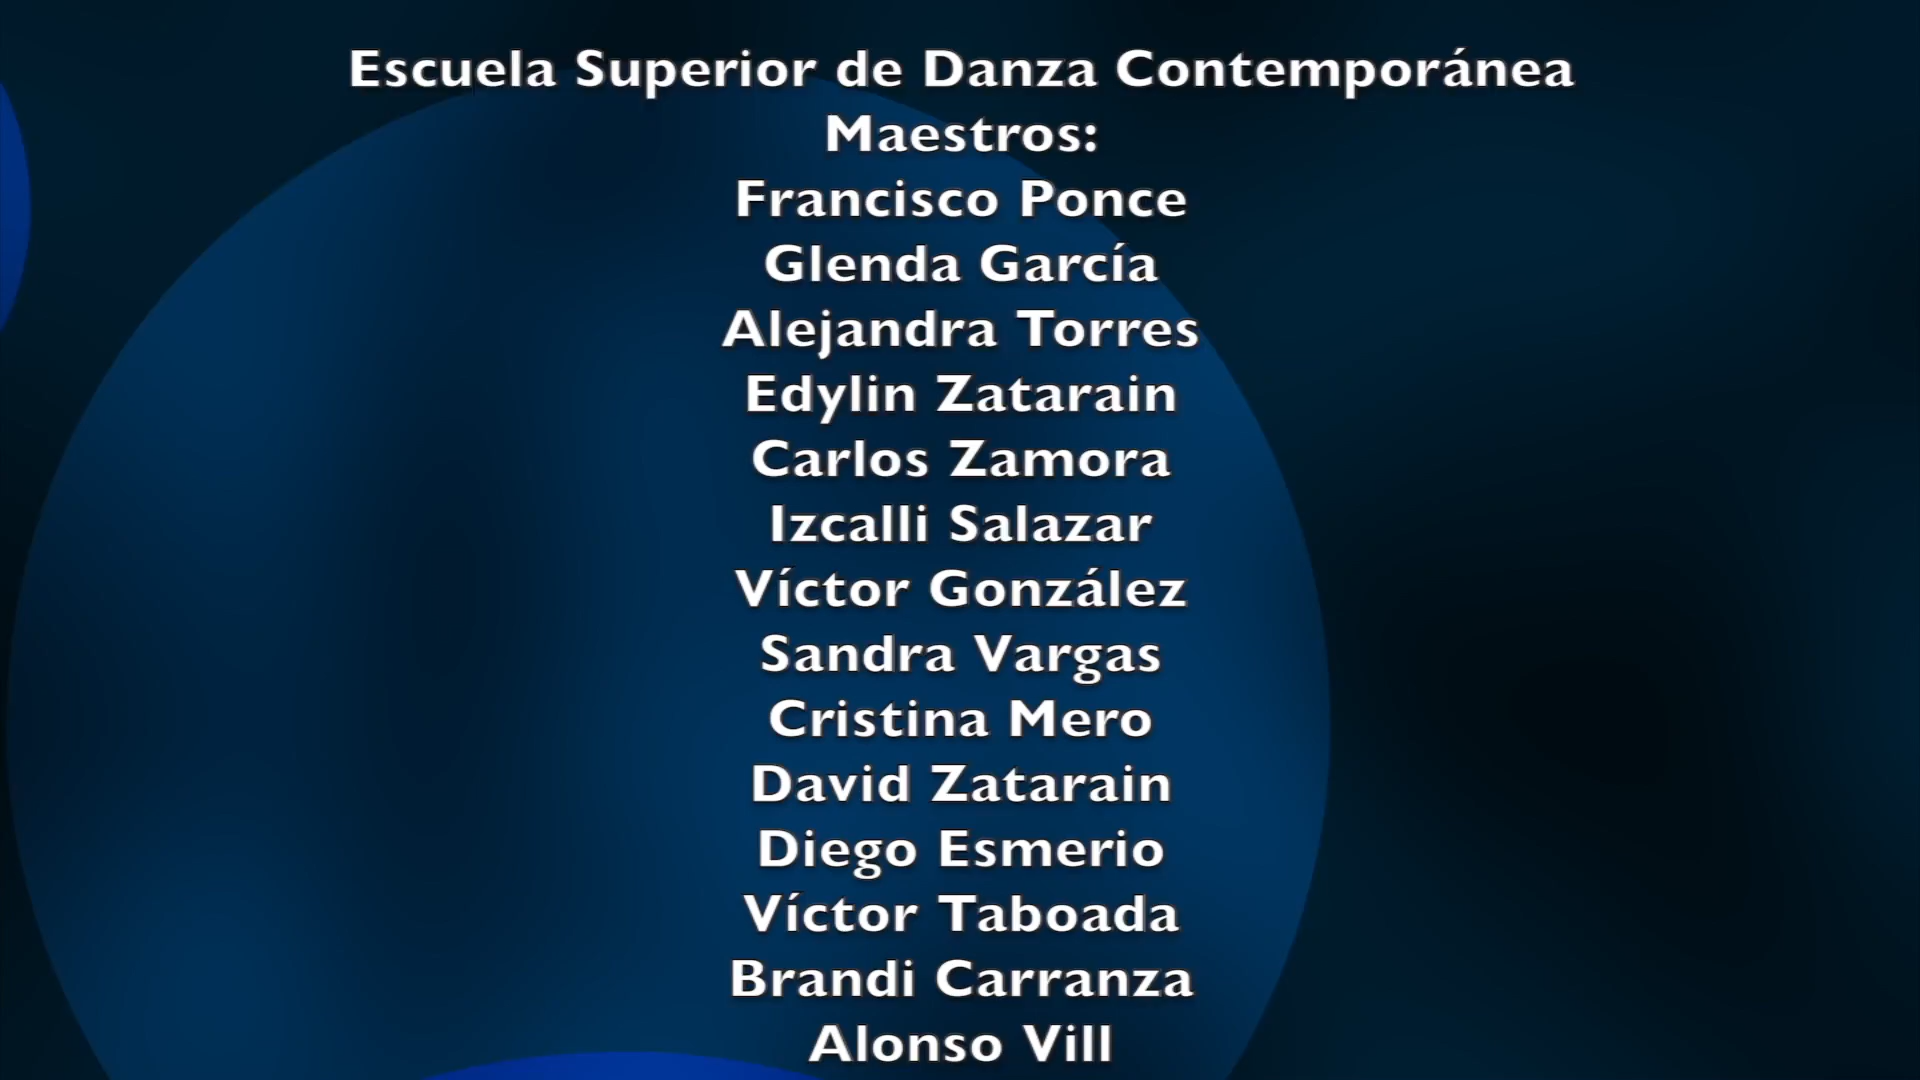 Escuela Superior de Danza Contemporánea
Maestros:
Francisco Ponce
Glenda García
Alejandra Torres
Edylin Zatarain
Carlos Zamora
Izcalli Salazar
Víctor González
Sandra Vargas
Cristina Mero
David Zatarain
Diego Esmerio
Víctor Taboada
Brandi Carranza
Alonso Vill